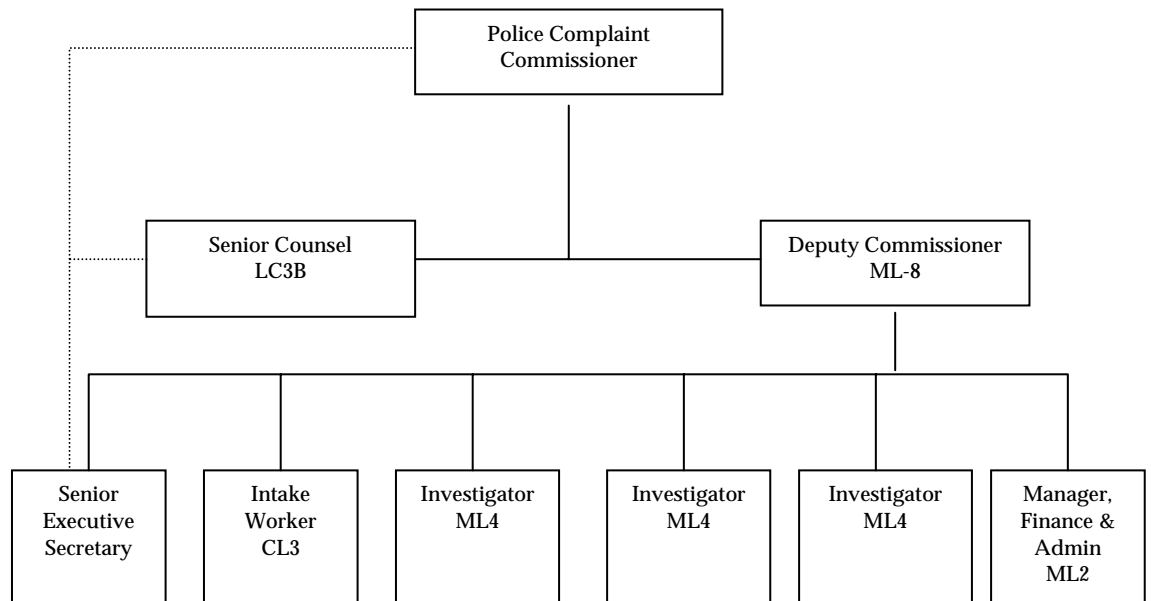 Police Complaint
Commissioner
Senior Counsel
LC3B
Deputy Commissioner
ML-8
Senior
Executive
Secretary
Intake
Worker
CL3
Investigator
ML4
Investigator
ML4
Investigator
ML4
Manager,
Finance &
Admin
ML2